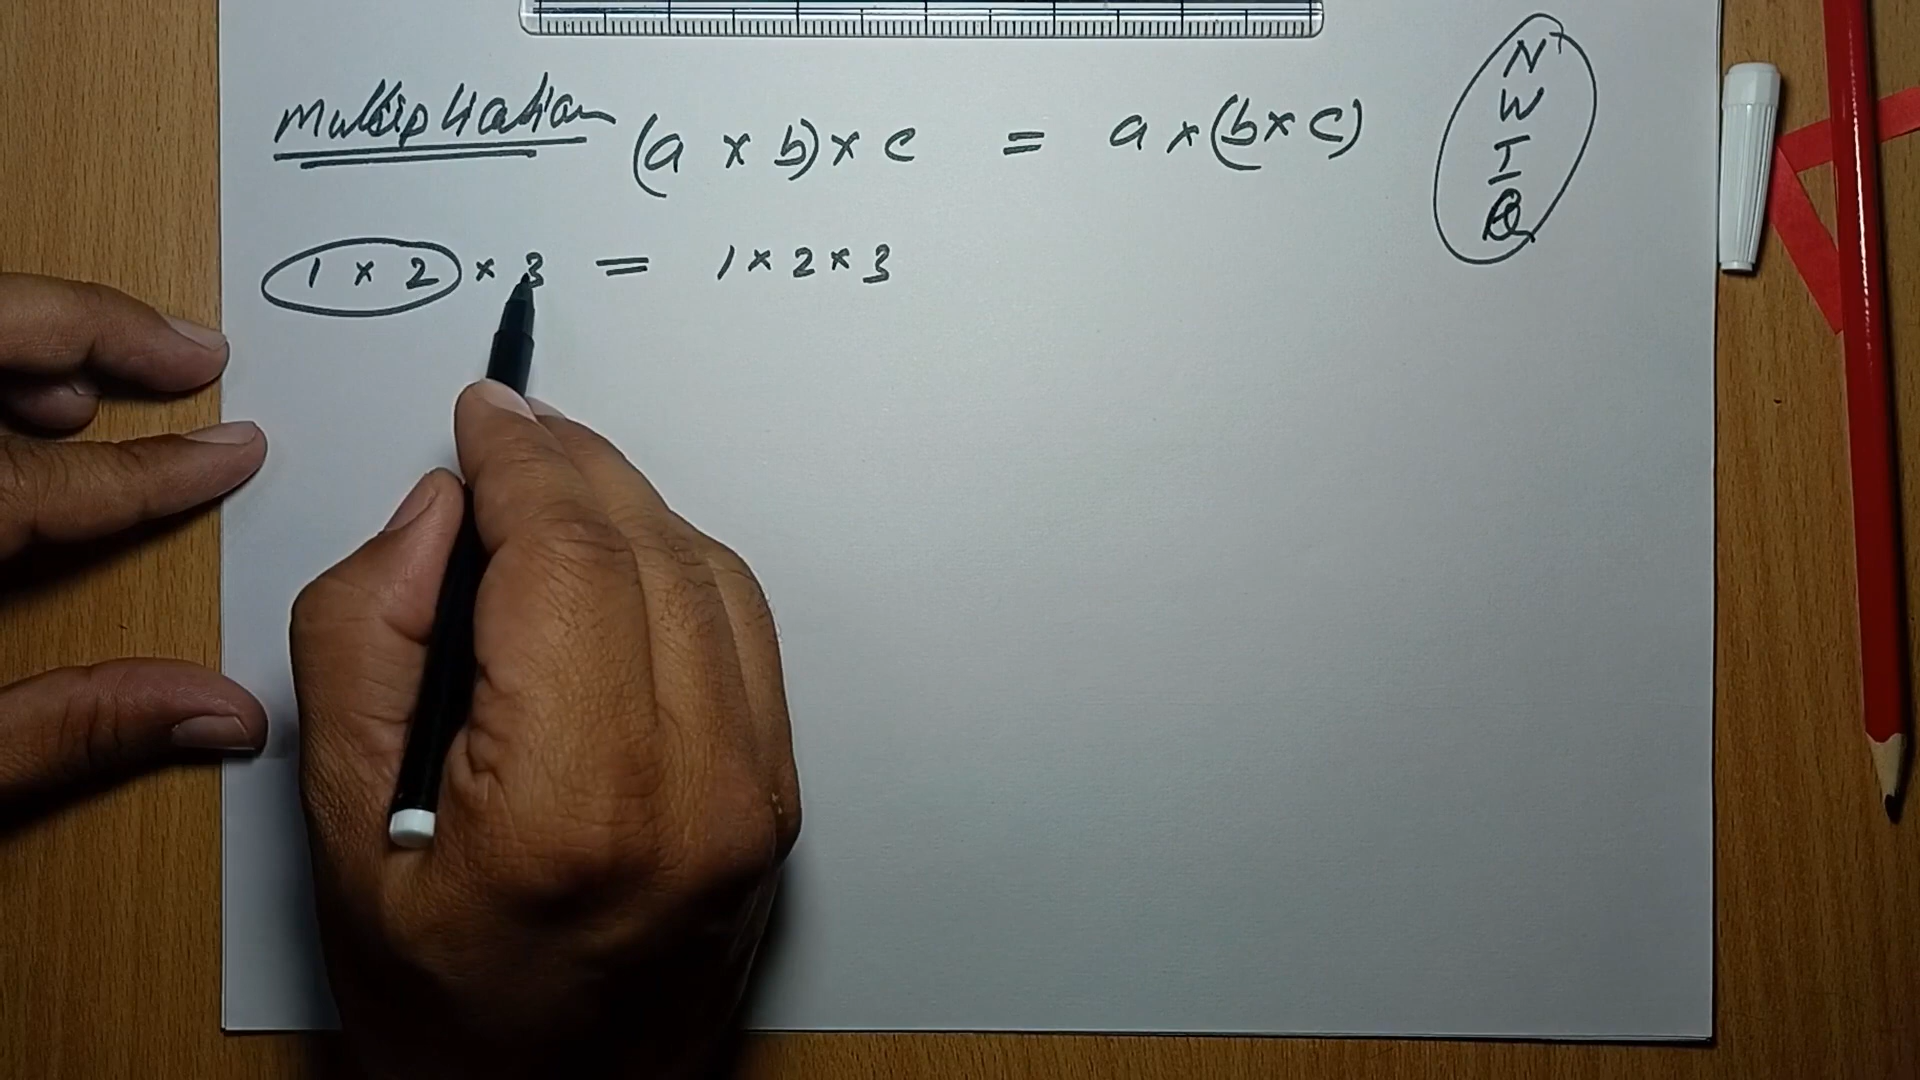 Multiplication (a × b) × c = a × (b × c)
1 × 2 × 3 = 1 × 2 × 3
N
W
I
Q